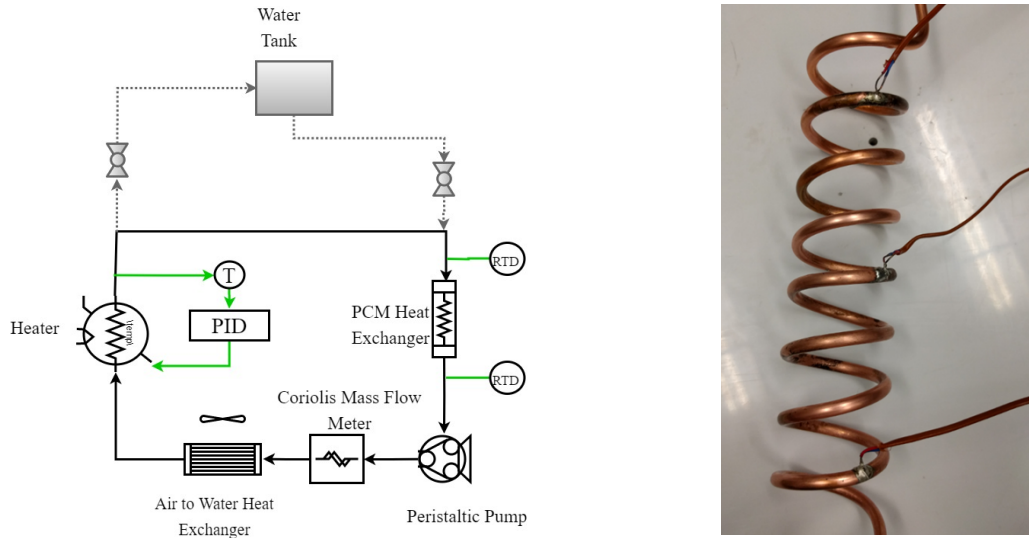 Water
Tank
RTD
T
PCM Heat
Exchanger
Heater
PID
RTD
Coriolis Mass Flow
Meter
Air to Water Heat
Exchanger
Peristaltic Pump